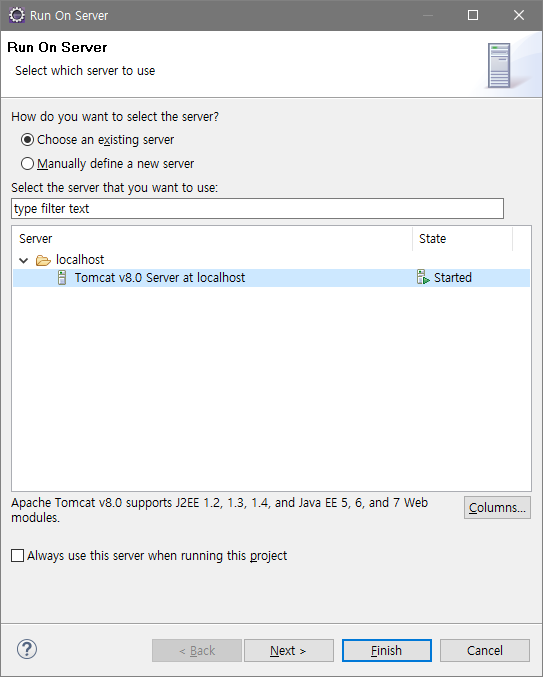 Run On Server
Run On Server
Select which server to use
How do you want to select the server?
Choose an existing server
Manually define a new server
Select the server that you want to use:
type filter text
Server State
localhost
Tomcat v8.0 Server at localhost Started
Apache Tomcat v8.0 supports J2EE 1.2, 1.3, 1.4, and Java EE 5, 6, and 7 Web
modules.
Columns...
Always use this server when running this project
? < Back Next > Finish Cancel